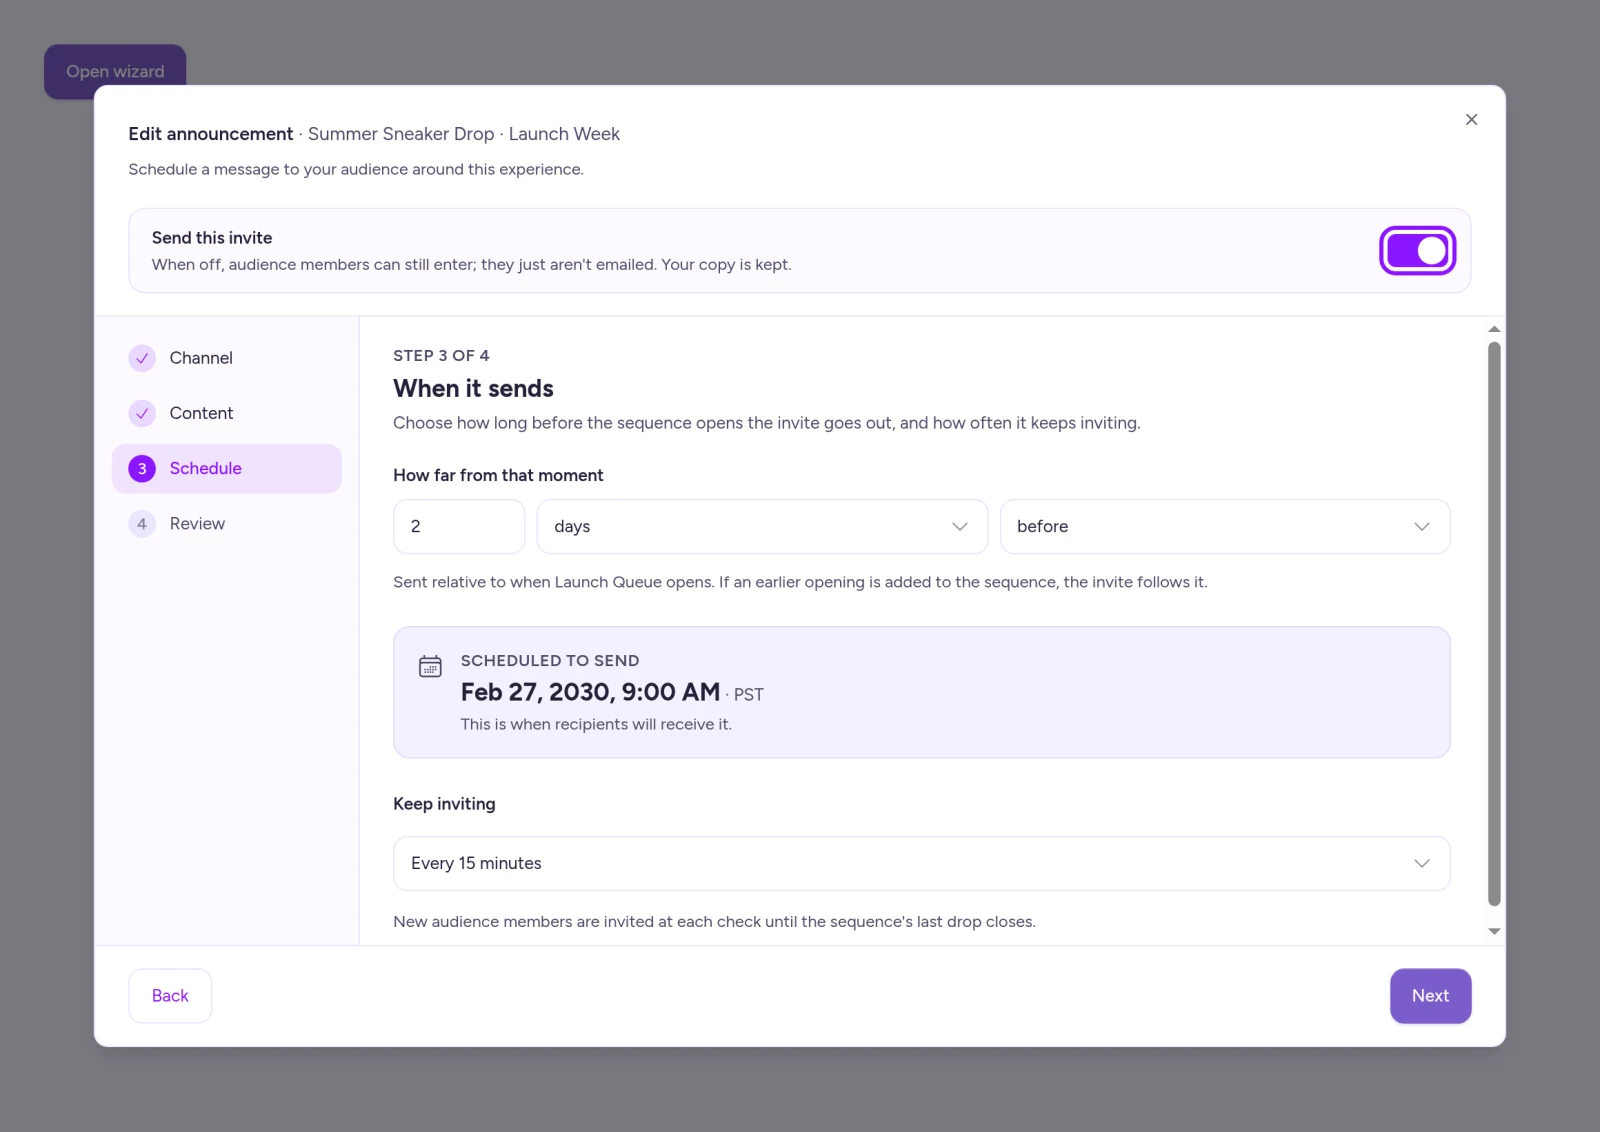 Open wizard
Edit announcement · Summer Sneaker Drop · Launch Week
Schedule a message to your audience around this experience.
Send this invite
When off, audience members can still enter; they just aren't emailed. Your copy is kept.
Channel
Content
3 Schedule
4 Review
STEP 3 OF 4
When it sends
Choose how long before the sequence opens the invite goes out, and how often it keeps inviting.
How far from that moment
2 days before
Sent relative to when Launch Queue opens. If an earlier opening is added to the sequence, the invite follows it.
SCHEDULED TO SEND
Feb 27, 2030, 9:00 AM · PST
This is when recipients will receive it.
Keep inviting
Every 15 minutes
New audience members are invited at each check until the sequence's last drop closes.
Back Next